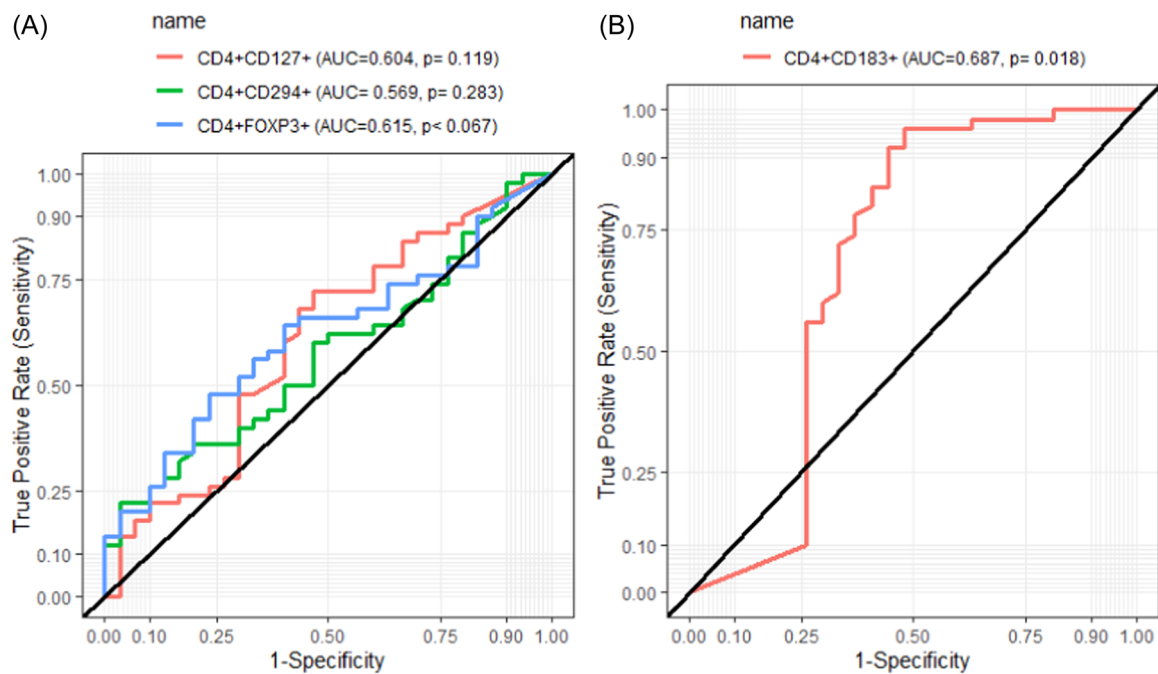 (A)
name
CD4+CD127+ (AUC=0.604, p= 0.119)
CD4+CD294+ (AUC= 0.569, p= 0.283)
CD4+FOXP3+ (AUC=0.615, p< 0.067)
True Positive Rate (Sensitivity)
1.00
0.90
0.75
0.50
0.25
0.10
0.00
0.00 0.10 0.25 0.50 0.75 0.90 1.00
1-Specificity
(B)
name
CD4+CD183+ (AUC=0.687, p= 0.018)
True Positive Rate (Sensitivity)
1.00
0.90
0.75
0.50
0.25
0.10
0.00
0.00 0.10 0.25 0.50 0.75 0.90 1.00
1-Specificity